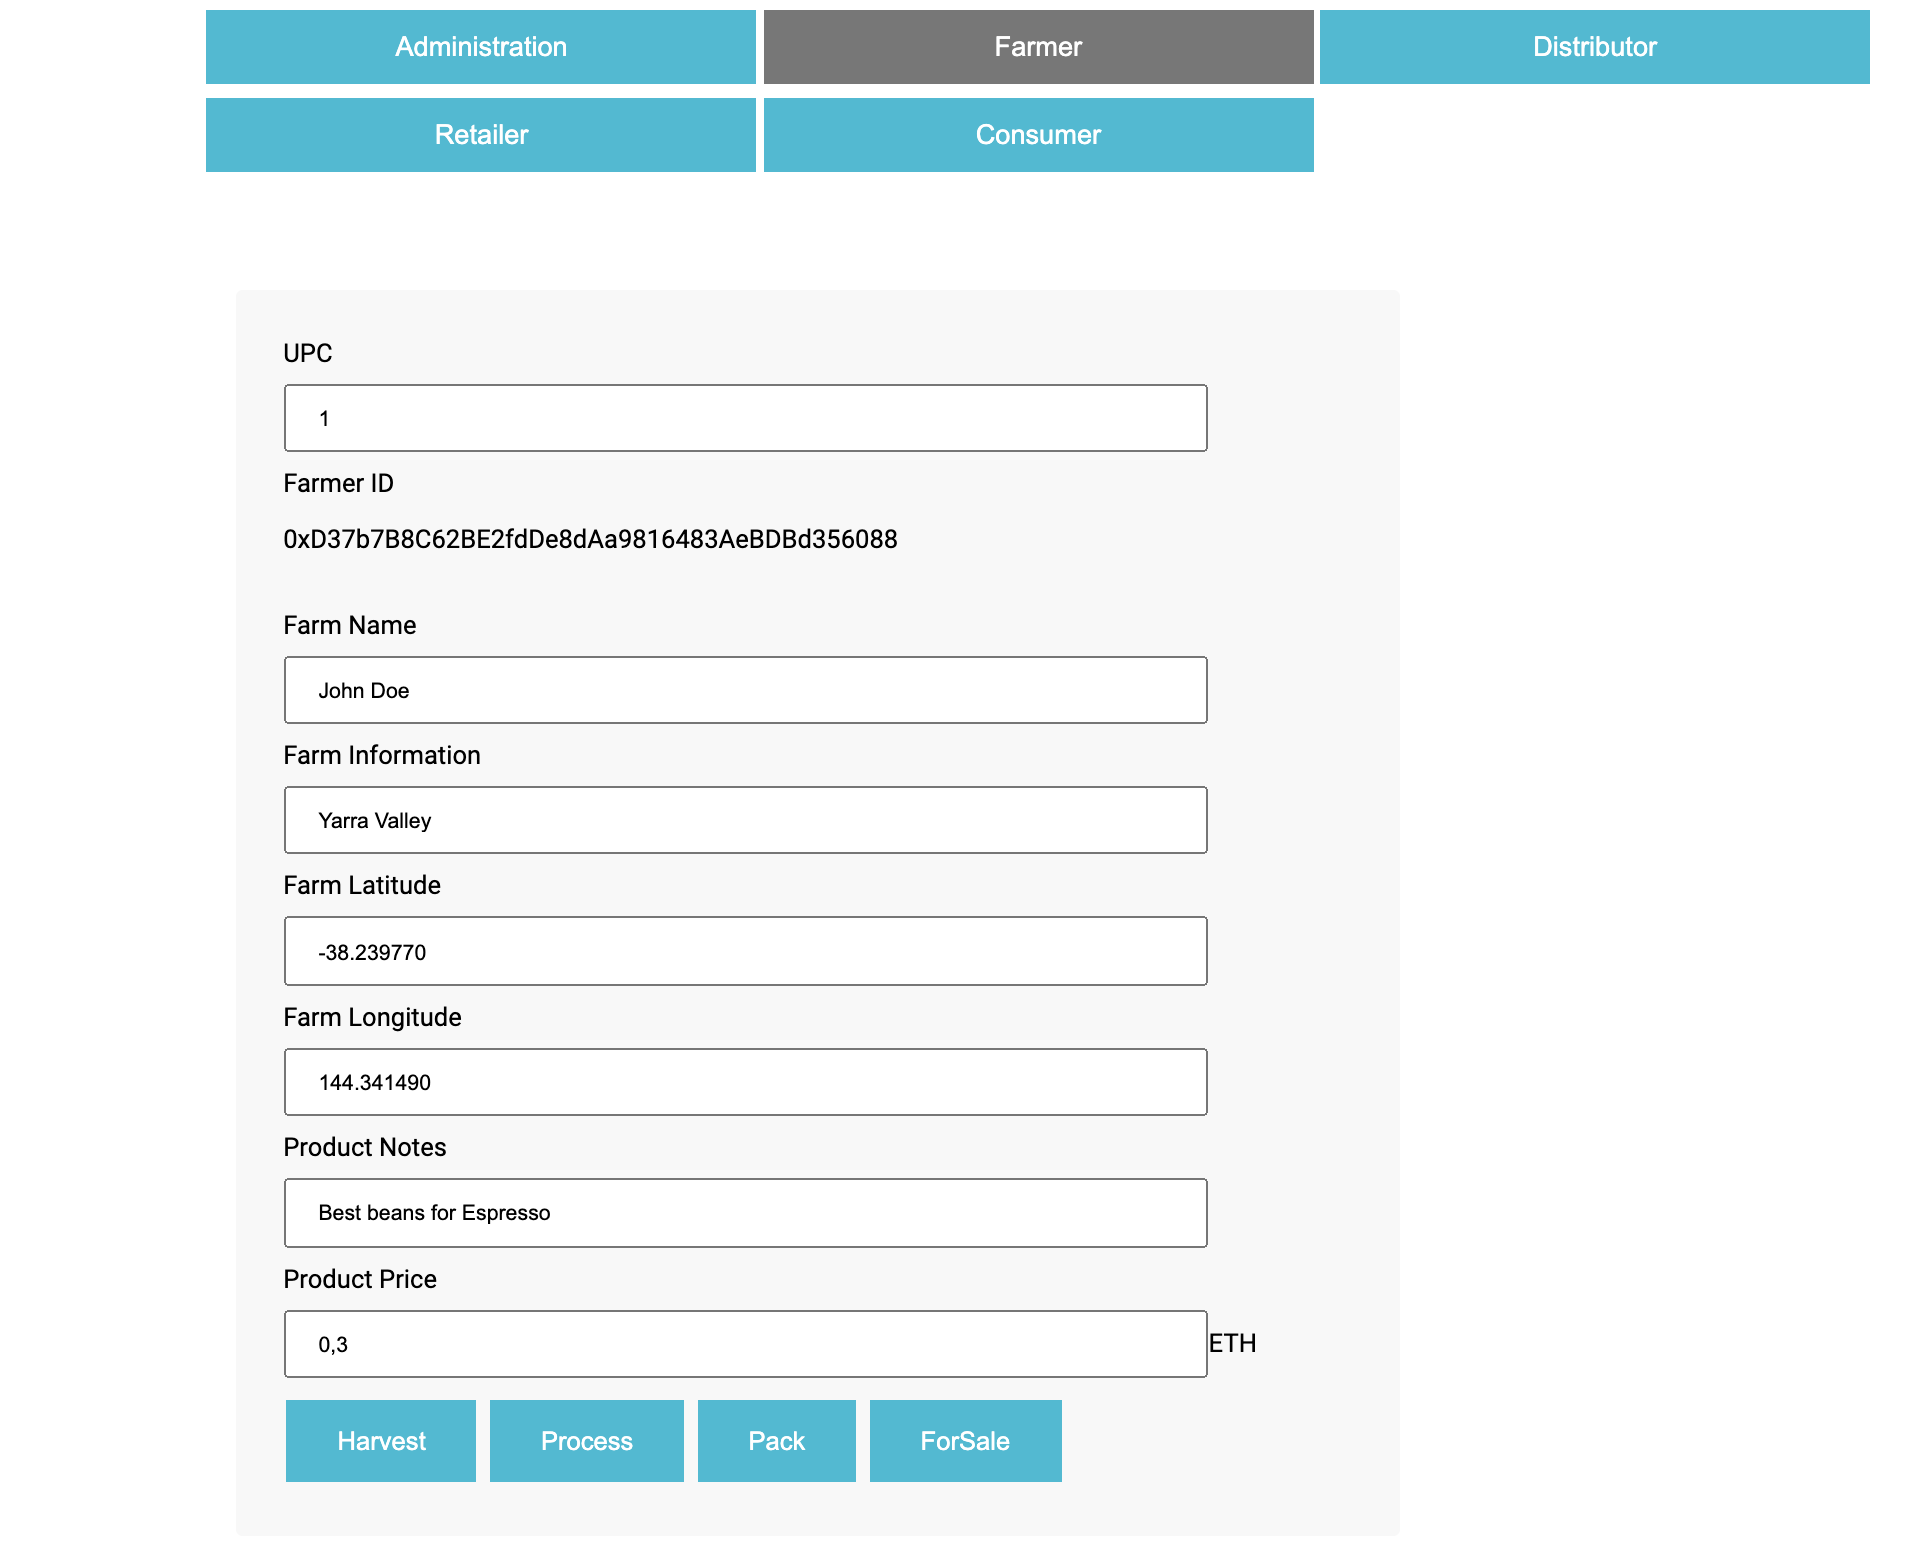 Administration
Farmer
Distributor
Retailer
Consumer
UPC
1
Farmer ID
0xD37b7B8C62BE2fdDe8dAa9816483AeBDBd356088
Farm Name
John Doe
Farm Information
Yarra Valley
Farm Latitude
-38.239770
Farm Longitude
144.341490
Product Notes
Best beans for Espresso
Product Price
0,3
ETH
Harvest
Process
Pack
ForSale